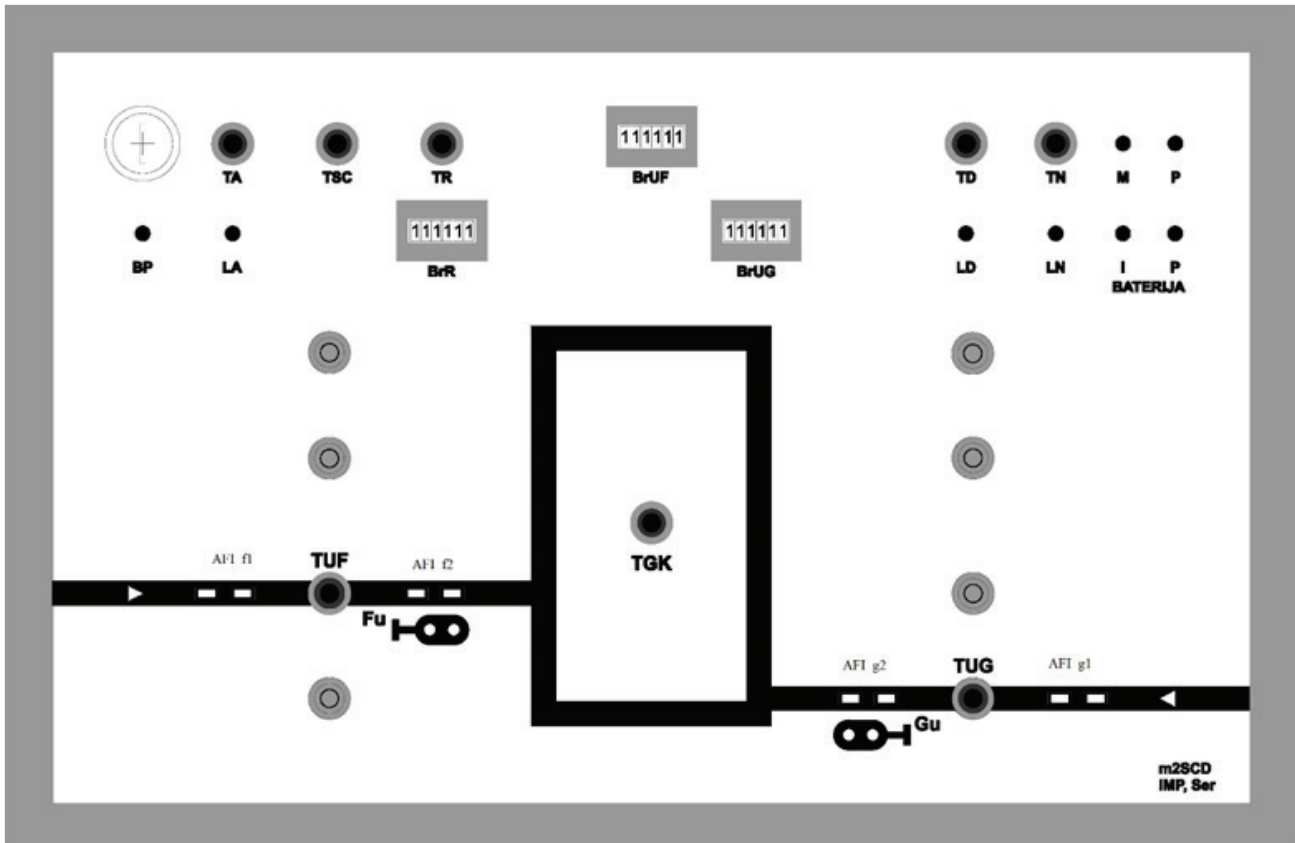 111111
TA TSC TR BrUF TD TN M P
111111 111111
BP LA BrR BrUG LD LN I P
BATERIJA
TGK
AFI f1 TUF AFI f2
Fu
AFI g2 TUG AFI g1
Gu
m2SCD
IMP, Ser